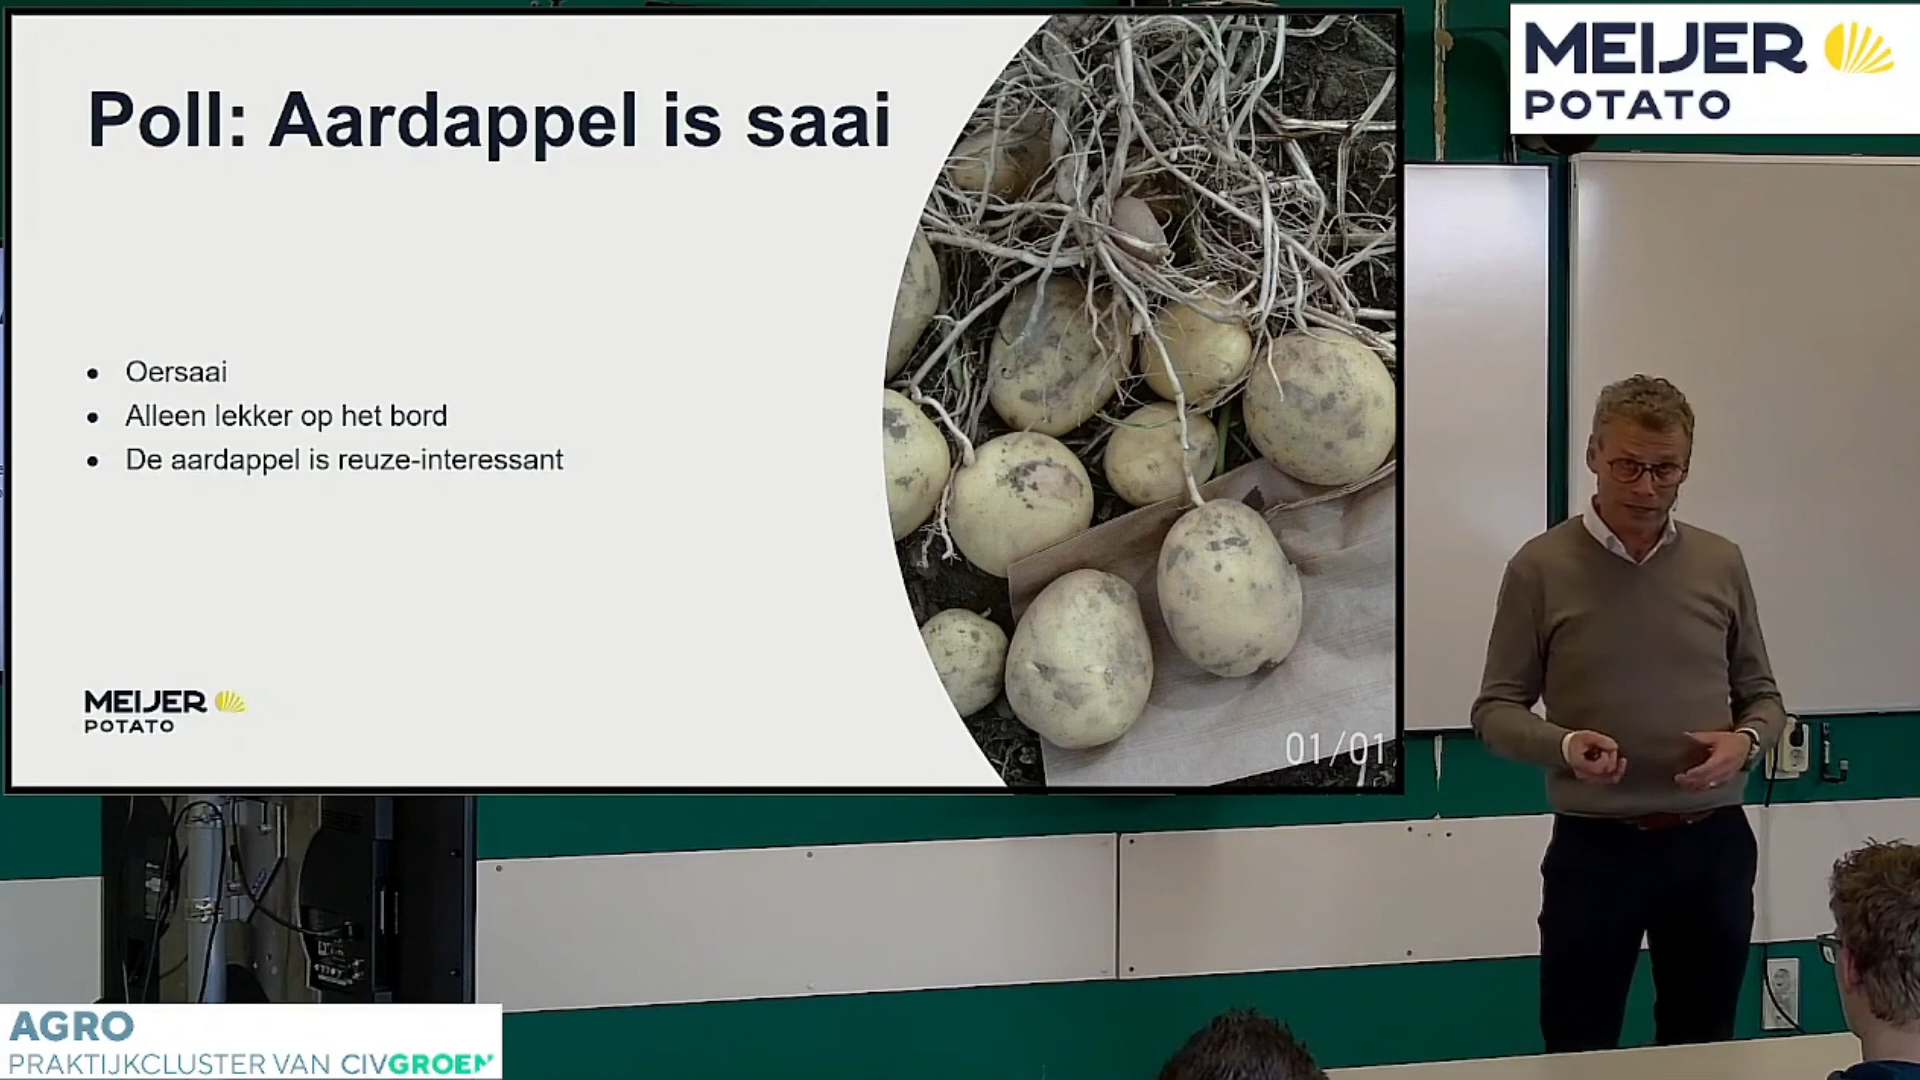 Poll: Aardappel is saai
Oersaai
Alleen lekker op het bord
De aardappel is reuze-interessant
MEIJER
POTATO
01/01
MEIJER
POTATO
AGRO
PRAKTIJKCLUSTER VAN CIVGROEN